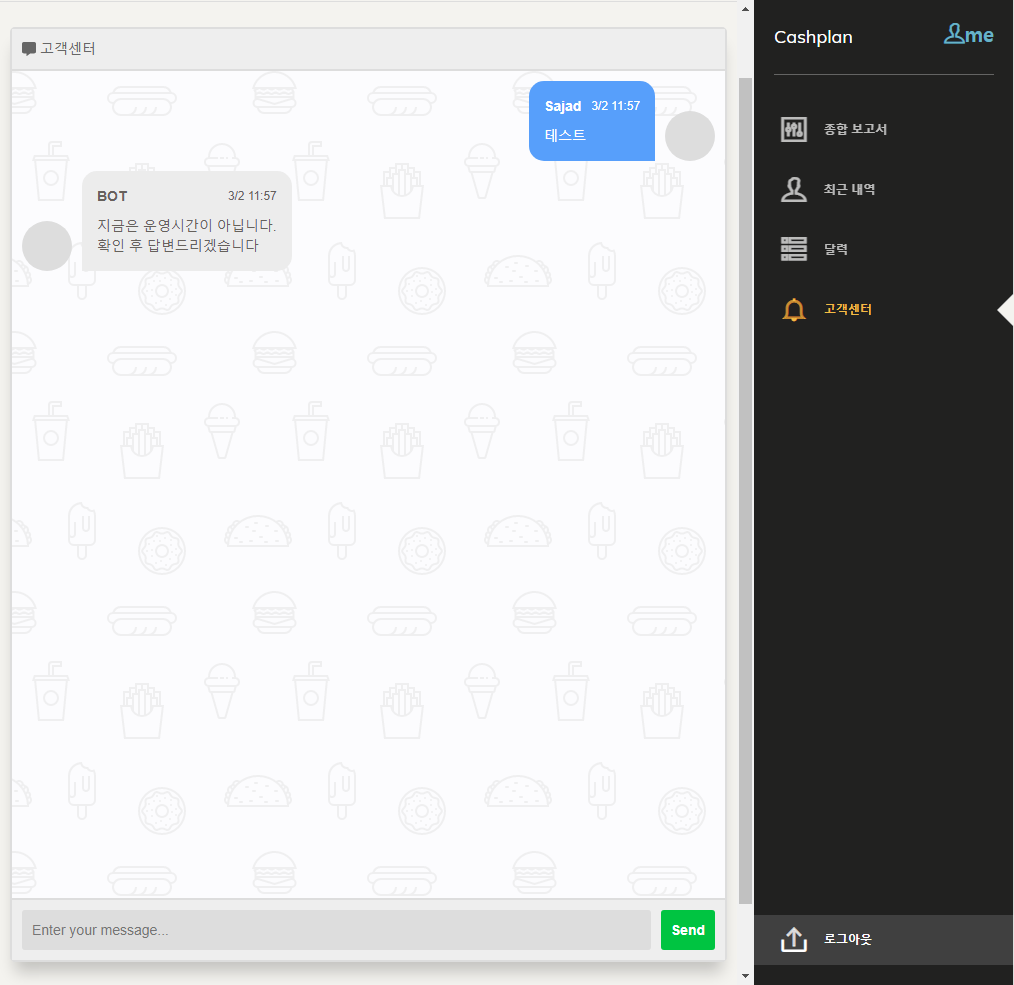 고객센터
Sajad 3/2 11:57
테스트
BOT 3/2 11:57
지금은 운영시간이 아닙니다.
확인 후 답변드리겠습니다
Enter your message...
Send
Cashplan
me
종합 보고서
최근 내역
달력
고객센터
로그아웃